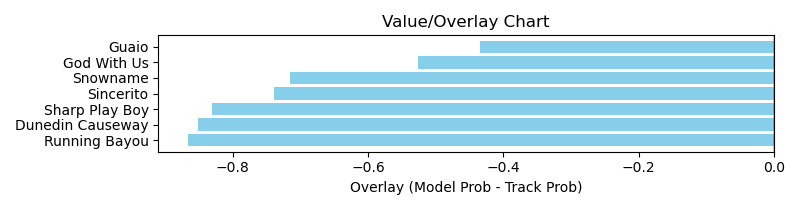 Value/Overlay Chart
Guaio
God With Us
Snowname
Sincerito
Sharp Play Boy
Dunedin Causeway
Running Bayou
−0.8 −0.6 −0.4 −0.2 0.0
Overlay (Model Prob - Track Prob)